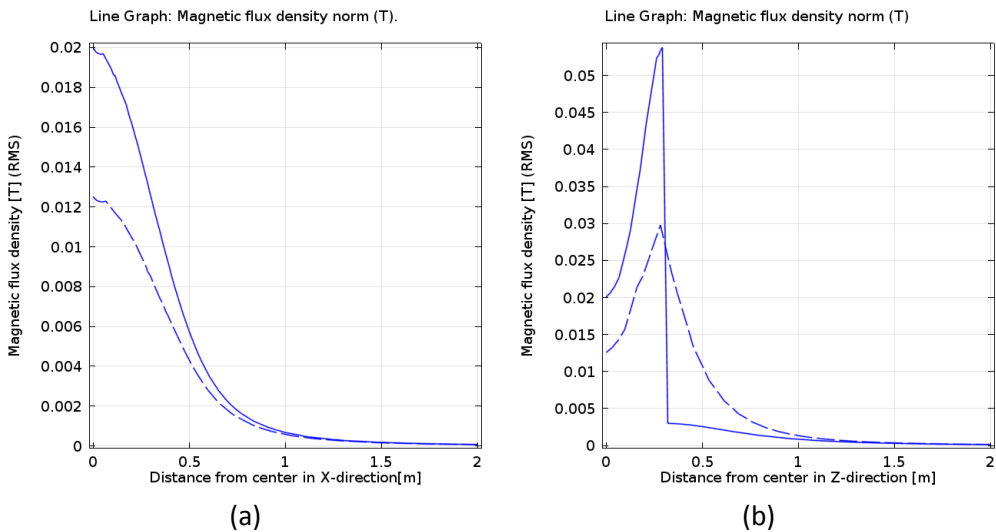 Line Graph: Magnetic flux density norm (T).
Magnetic flux density [T] (RMS)
0.02
0.018
0.016
0.014
0.012
0.01
0.008
0.006
0.004
0.002
0
0 0.5 1 1.5 2
Distance from center in X-direction[m]
(a)
Line Graph: Magnetic flux density norm (T)
Magnetic flux density [T] (RMS)
0.05
0.045
0.04
0.035
0.03
0.025
0.02
0.015
0.01
0.005
0
0 0.5 1 1.5 2
Distance from center in Z-direction [m]
(b)